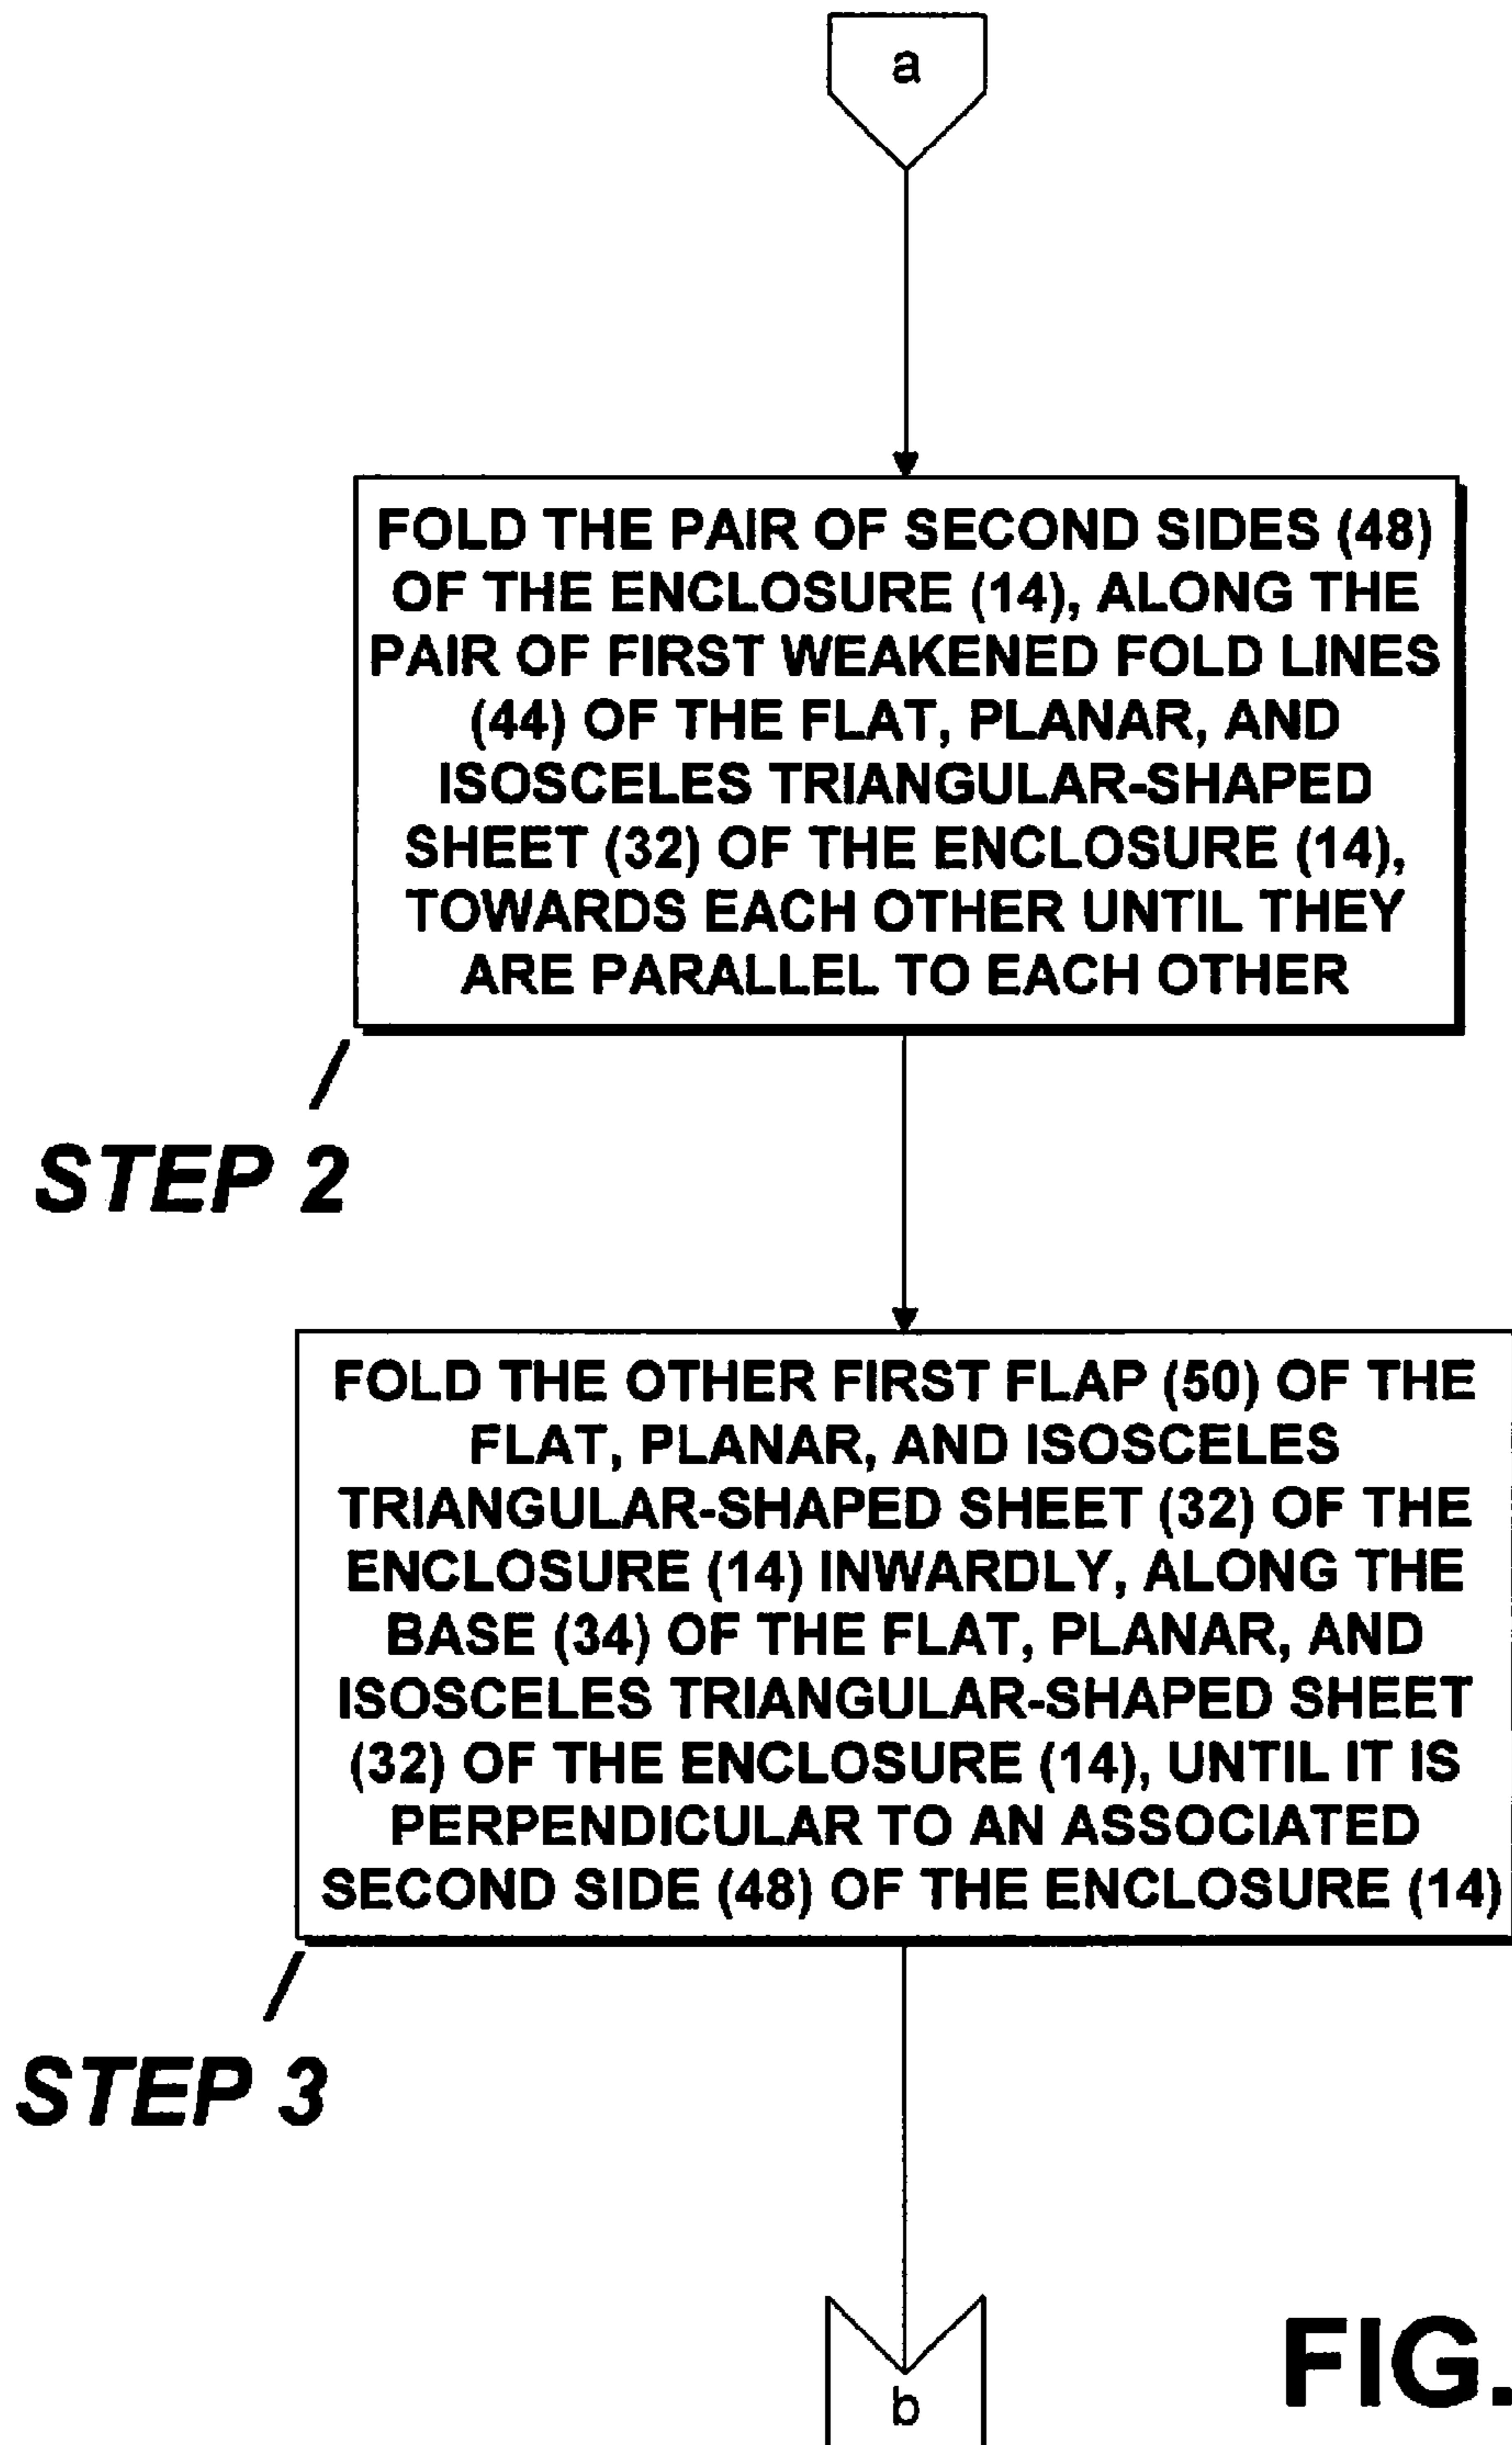 a
FOLD THE PAIR OF SECOND SIDES (48)
OF THE ENCLOSURE (14), ALONG THE
PAIR OF FIRST WEAKENED FOLD LINES
(44) OF THE FLAT, PLANAR, AND
ISOSCELES TRIANGULAR-SHAPED
SHEET (32) OF THE ENCLOSURE (14),
TOWARDS EACH OTHER UNTIL THEY
ARE PARALLEL TO EACH OTHER
STEP 2
FOLD THE OTHER FIRST FLAP (50) OF THE
FLAT, PLANAR, AND ISOSCELES
TRIANGULAR-SHAPED SHEET (32) OF THE
ENCLOSURE (14) INWARDLY, ALONG THE
BASE (34) OF THE FLAT, PLANAR, AND
ISOSCELES TRIANGULAR-SHAPED SHEET
(32) OF THE ENCLOSURE (14), UNTIL IT IS
PERPENDICULAR TO AN ASSOCIATED
SECOND SIDE (48) OF THE ENCLOSURE (14)
STEP 3
b
FIG.